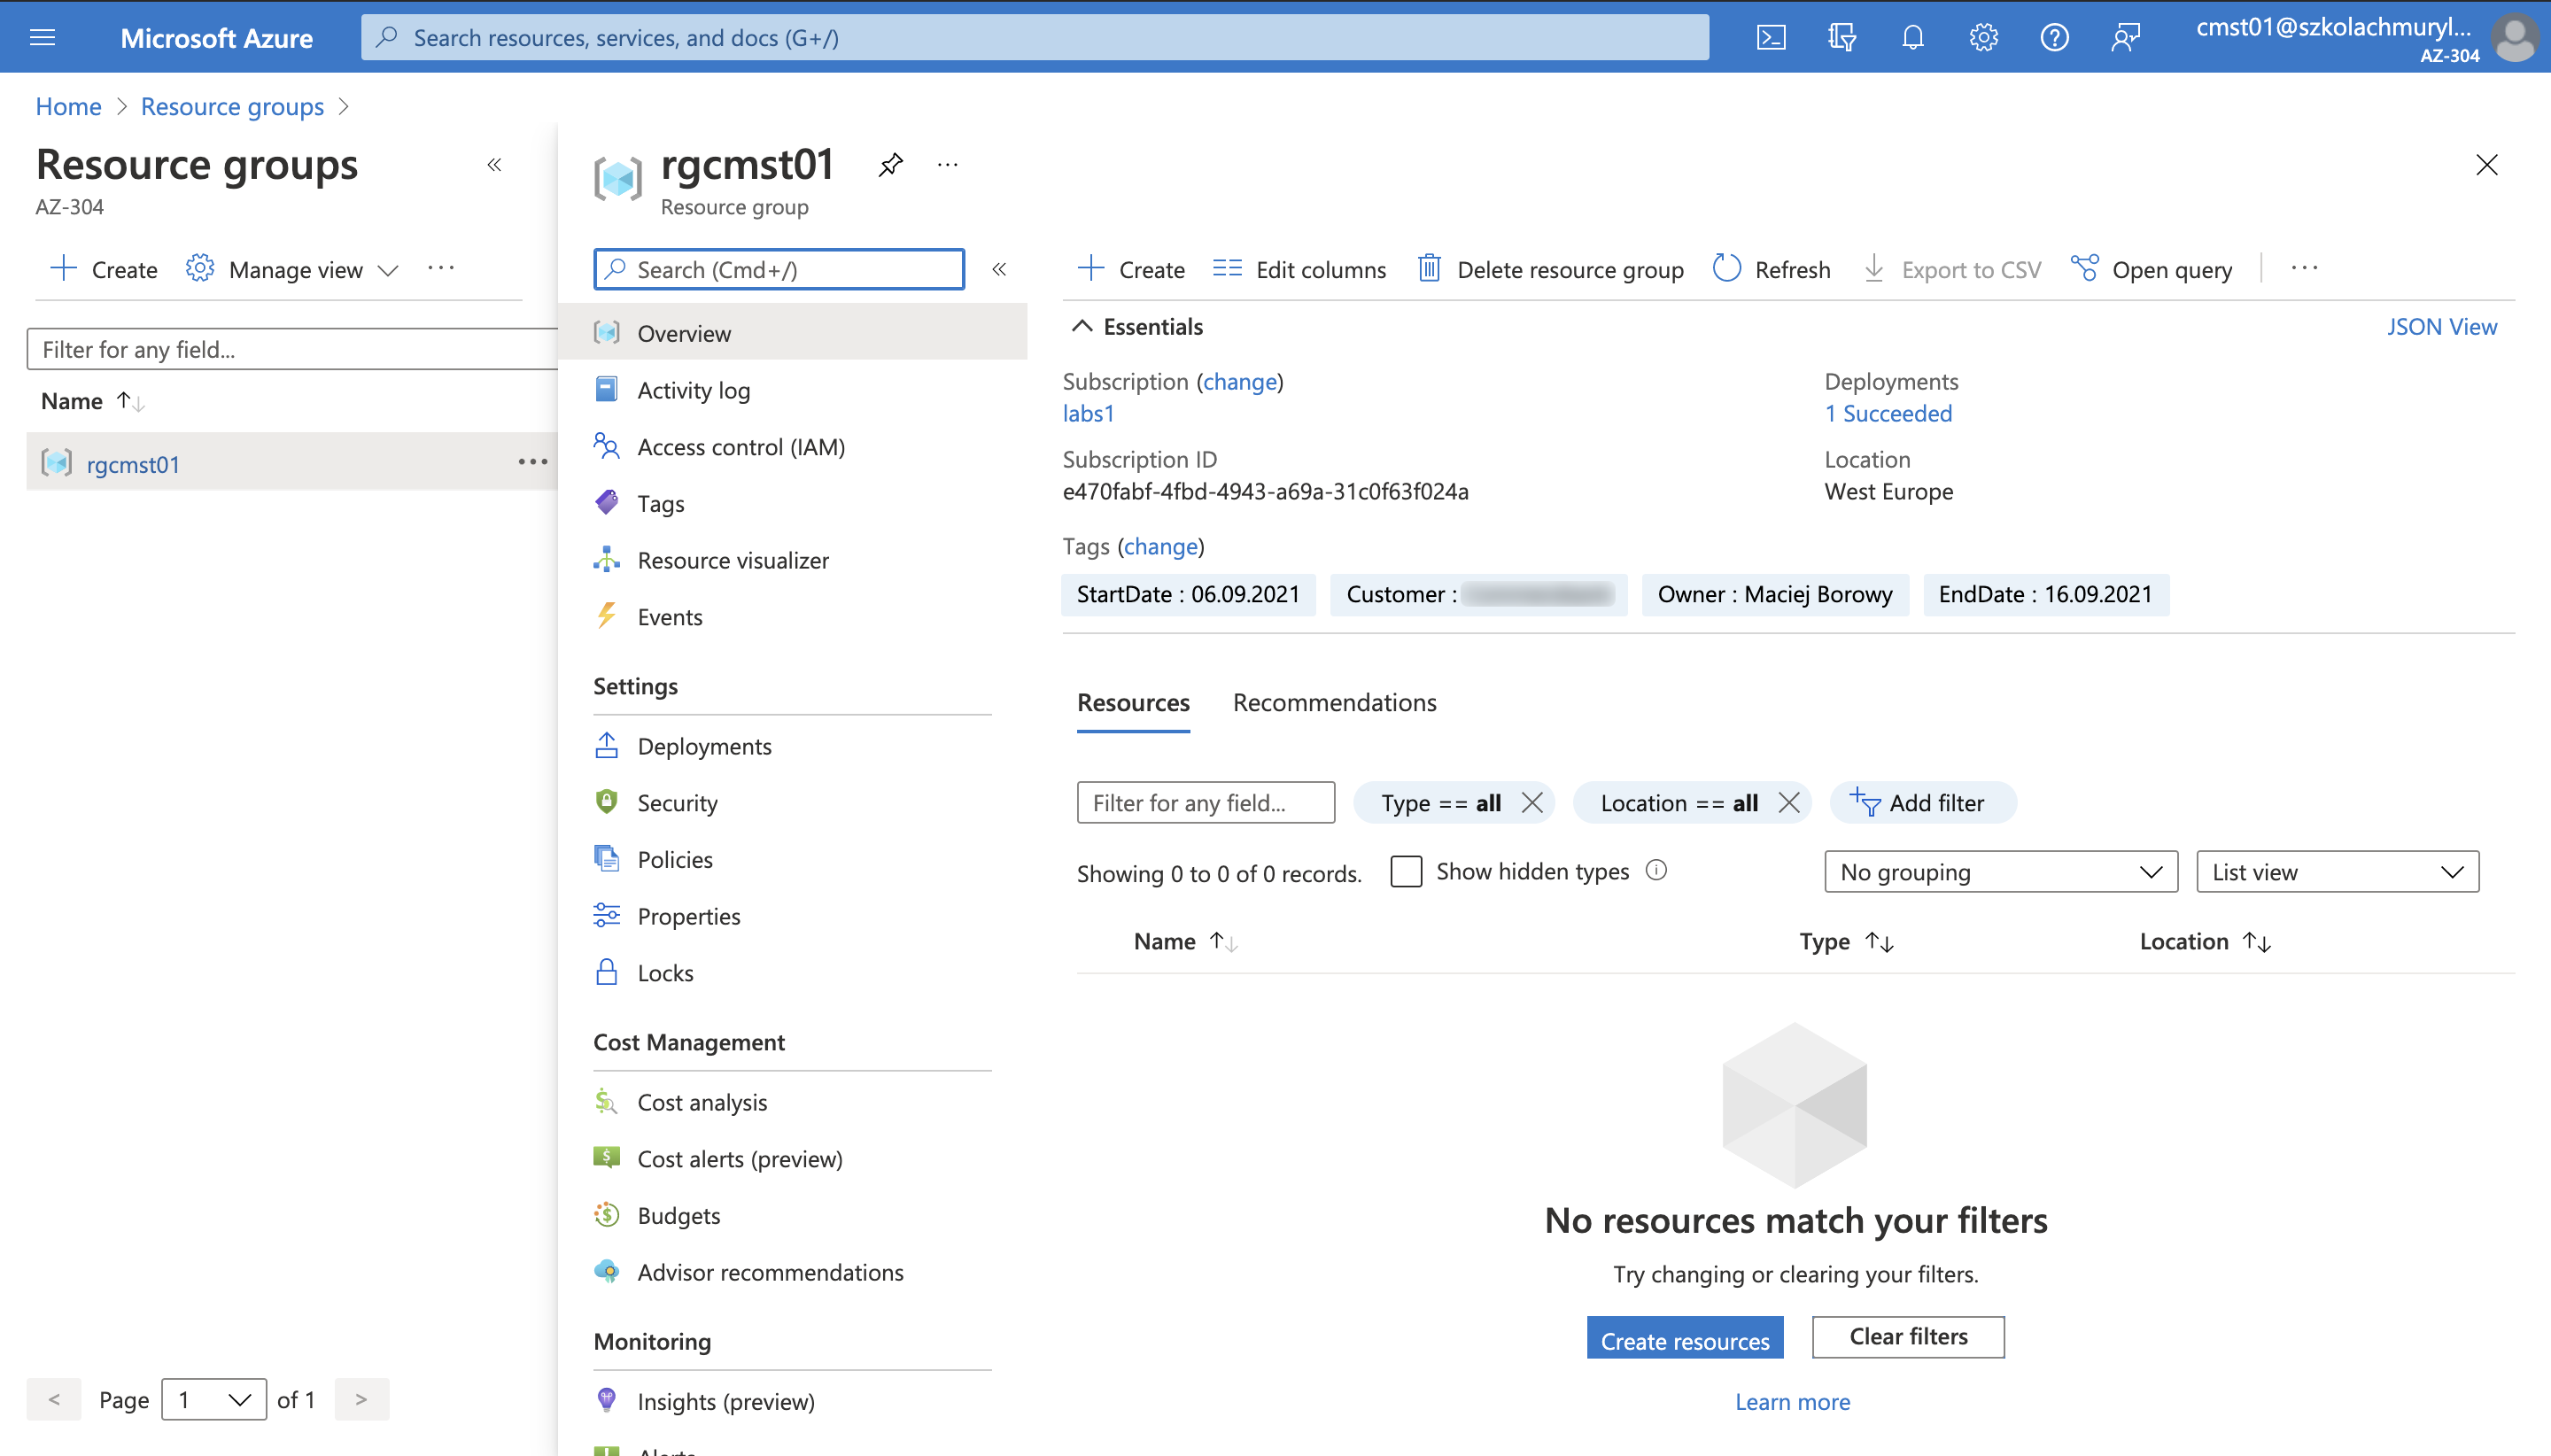 Microsoft Azure
Search resources, services, and docs (G+/)
cmst01@szkolachmuryl...
AZ-304
Home > Resource groups >
Resource groups
AZ-304
Create
Manage view
Filter for any field...
Name
rgcmst01
Page 1 of 1
rgcmst01
Resource group
Search (Cmd+/)
Overview
Activity log
Access control (IAM)
Tags
Resource visualizer
Events
Settings
Deployments
Security
Policies
Properties
Locks
Cost Management
Cost analysis
Cost alerts (preview)
Budgets
Advisor recommendations
Monitoring
Insights (preview)
Alerts
Create
Edit columns
Delete resource group
Refresh
Export to CSV
Open query
Essentials
JSON View
Subscription (change)
labs1
Subscription ID
e470fabf-4fbd-4943-a69a-31c0f63f024a
Deployments
1 Succeeded
Location
West Europe
Tags (change)
StartDate : 06.09.2021
Customer :
Owner : Maciej Borowy
EndDate : 16.09.2021
Resources
Recommendations
Filter for any field...
Type == all
Location == all
Add filter
Showing 0 to 0 of 0 records.
Show hidden types
No grouping
List view
Name
Type
Location
No resources match your filters
Try changing or clearing your filters.
Create resources
Clear filters
Learn more